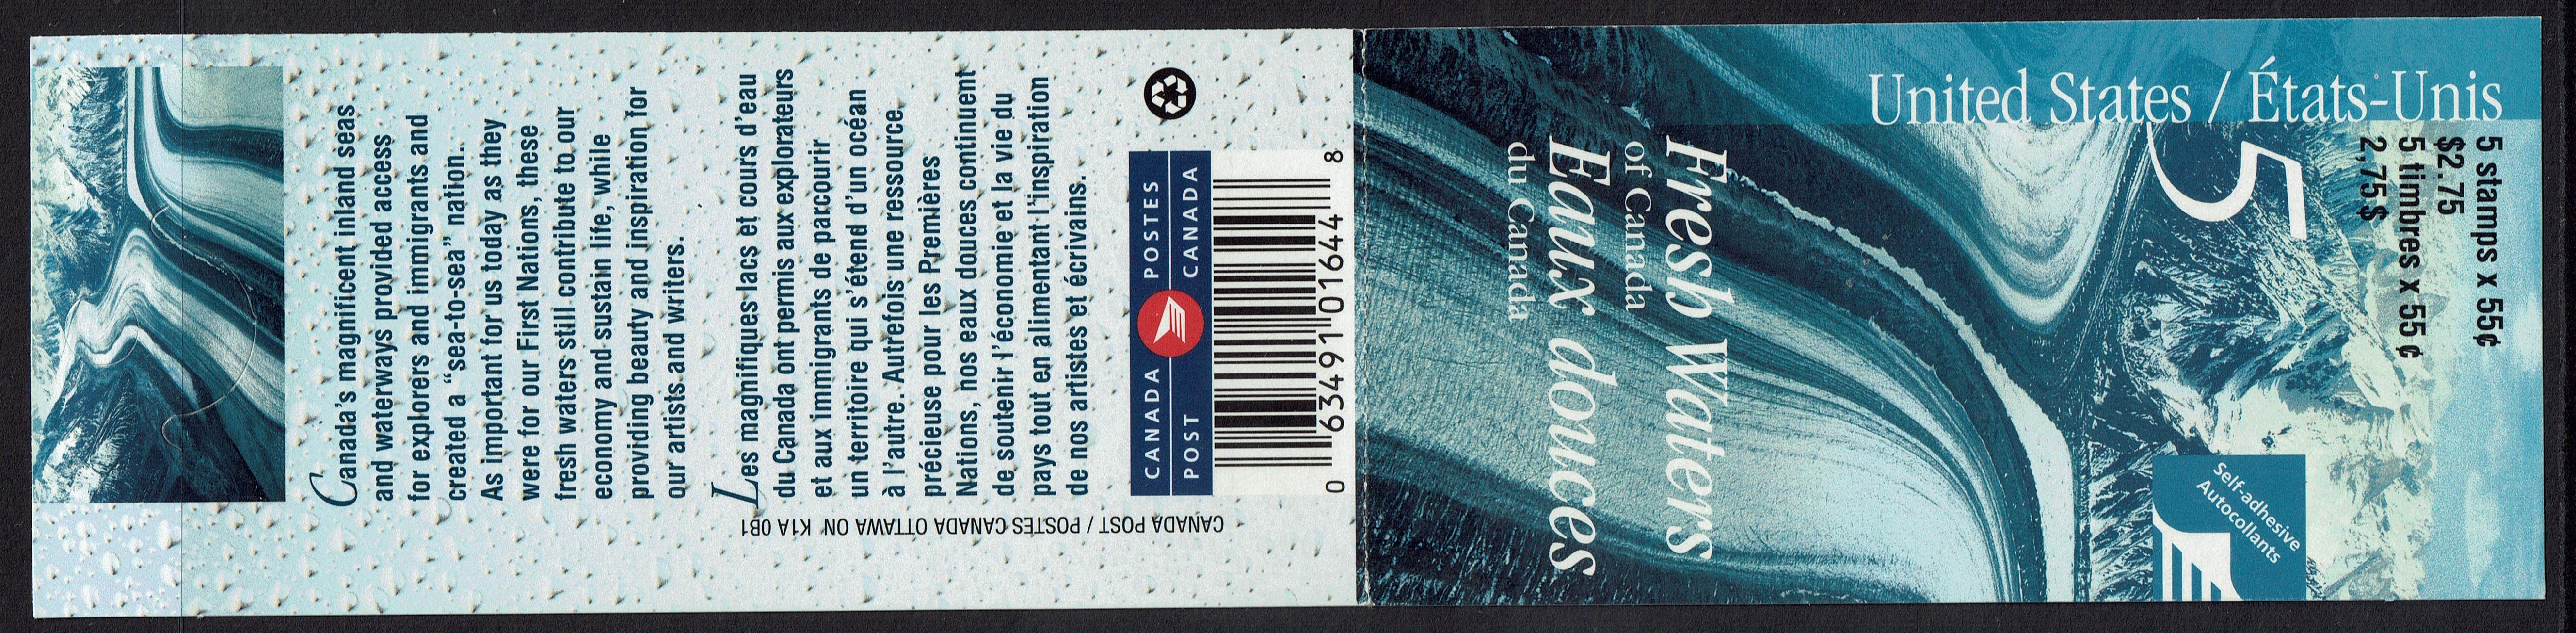 Canada's magnificent inland seas
and waterways provided access
for explorers and immigrants and
created a "sea-to-sea" nation.
As important for us today as they
were for our First Nations, these
fresh waters still contribute to our
economy and sustain life, while
providing beauty and inspiration for
our artists and writers.
Les magnifiques lacs et cours d'eau
du Canada ont permis aux explorateurs
et aux immigrants de parcourir
un territoire qui s'étend d'un océan
à l'autre. Autrefois une ressource
précieuse pour les Premières
Nations, nos eaux douces continuent
de soutenir l'économie et la vie du
pays tout en alimentant l'inspiration
de nos artistes et écrivains.
CANADA POST / POSTES CANADA OTTAWA ON K1A 0B1
CANADA POSTES
POST CANADA
0 63491 01644 8
United States / États-Unis
5 stamps x 55¢
$2.75
5 timbres x 55 ¢
2,75 $
5
Fresh Waters
of Canada
Eaux douces
du Canada
Self-adhesive
Autocollants